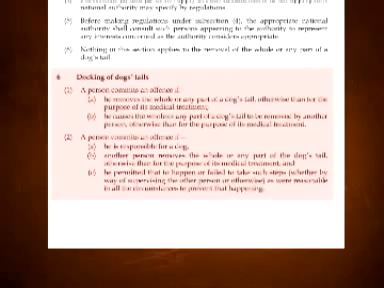 national authority may specify by regulations.
(5) Before making regulations under subsection (4), the appropriate national
authority shall consult such persons appearing to the authority to represent
any interests concerned as the authority considers appropriate.
(6) Nothing in this section applies to the removal of the whole or any part of a
dog's tail.
6 Docking of dogs' tails
(1) A person commits an offence if—
(a) he removes the whole or any part of a dog's tail, otherwise than for the
purpose of its medical treatment;
(b) he causes the whole or any part of a dog's tail to be removed by another
person, otherwise than for the purpose of its medical treatment.
(2) A person commits an offence if—
(a) he is responsible for a dog,
(b) another person removes the whole or any part of the dog's tail,
otherwise than for the purpose of its medical treatment, and
(c) he permitted that to happen or failed to take such steps (whether by
way of supervising the other person or otherwise) as were reasonable
in all the circumstances to prevent that happening.